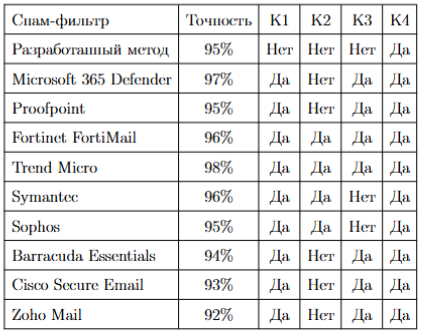 Спам-фильтр Точность К1 К2 К3 К4
Разработанный метод 95% Нет Нет Нет Да
Microsoft 365 Defender 97% Да Нет Да Да
Proofpoint 95% Да Нет Да Да
Fortinet FortiMail 96% Да Да Да Да
Trend Micro 98% Да Да Да Да
Symantec 96% Да Да Нет Да
Sophos 95% Да Да Нет Да
Barracuda Essentials 94% Да Нет Да Да
Cisco Secure Email 93% Да Нет Да Да
Zoho Mail 92% Да Нет Да Да